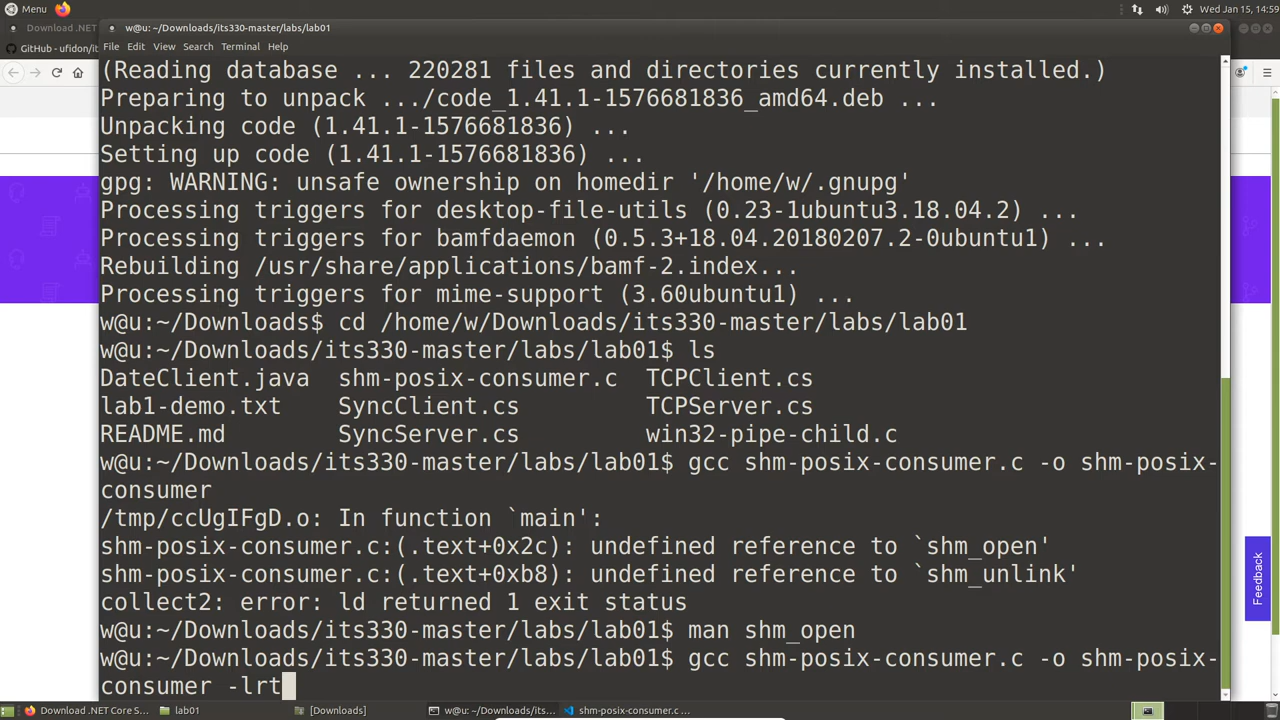 Menu
Wed Jan 15, 14:59
Download .NET
w@u: ~/Downloads/its330-master/labs/lab01
GitHub - ufidon/it
File Edit View Search Terminal Help
(Reading database ... 220281 files and directories currently installed.)
Preparing to unpack .../code_1.41.1-1576681836_amd64.deb ...
Unpacking code (1.41.1-1576681836) ...
Setting up code (1.41.1-1576681836) ...
gpg: WARNING: unsafe ownership on homedir '/home/w/.gnupg'
Processing triggers for desktop-file-utils (0.23-1ubuntu3.18.04.2) ...
Processing triggers for bamfdaemon (0.5.3+18.04.20180207.2-0ubuntu1) ...
Rebuilding /usr/share/applications/bamf-2.index...
Processing triggers for mime-support (3.60ubuntu1) ...
w@u:~/Downloads$ cd /home/w/Downloads/its330-master/labs/lab01
w@u:~/Downloads/its330-master/labs/lab01$ ls
DateClient.java shm-posix-consumer.c TCPClient.cs
lab1-demo.txt SyncClient.cs TCPServer.cs
README.md SyncServer.cs win32-pipe-child.c
w@u:~/Downloads/its330-master/labs/lab01$ gcc shm-posix-consumer.c -o shm-posix-
consumer
/tmp/ccUgIFgD.o: In function `main':
shm-posix-consumer.c:(.text+0x2c): undefined reference to `shm_open'
shm-posix-consumer.c:(.text+0xb8): undefined reference to `shm_unlink'
collect2: error: ld returned 1 exit status
w@u:~/Downloads/its330-master/labs/lab01$ man shm_open
w@u:~/Downloads/its330-master/labs/lab01$ gcc shm-posix-consumer.c -o shm-posix-
consumer -lrt
Feedback
Download .NET Core S...
lab01
[Downloads]
w@u: ~/Downloads/its...
shm-posix-consumer.c ...